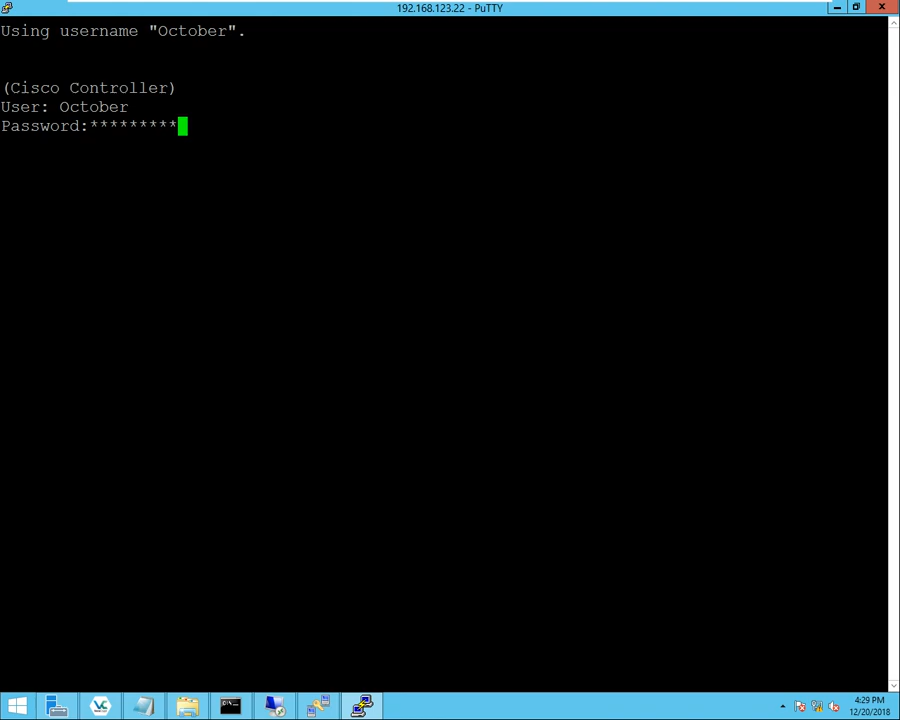 192.168.123.22 - PuTTY
Using username "October".
(Cisco Controller)
User: October
Password:*********
4:29 PM
12/20/2018